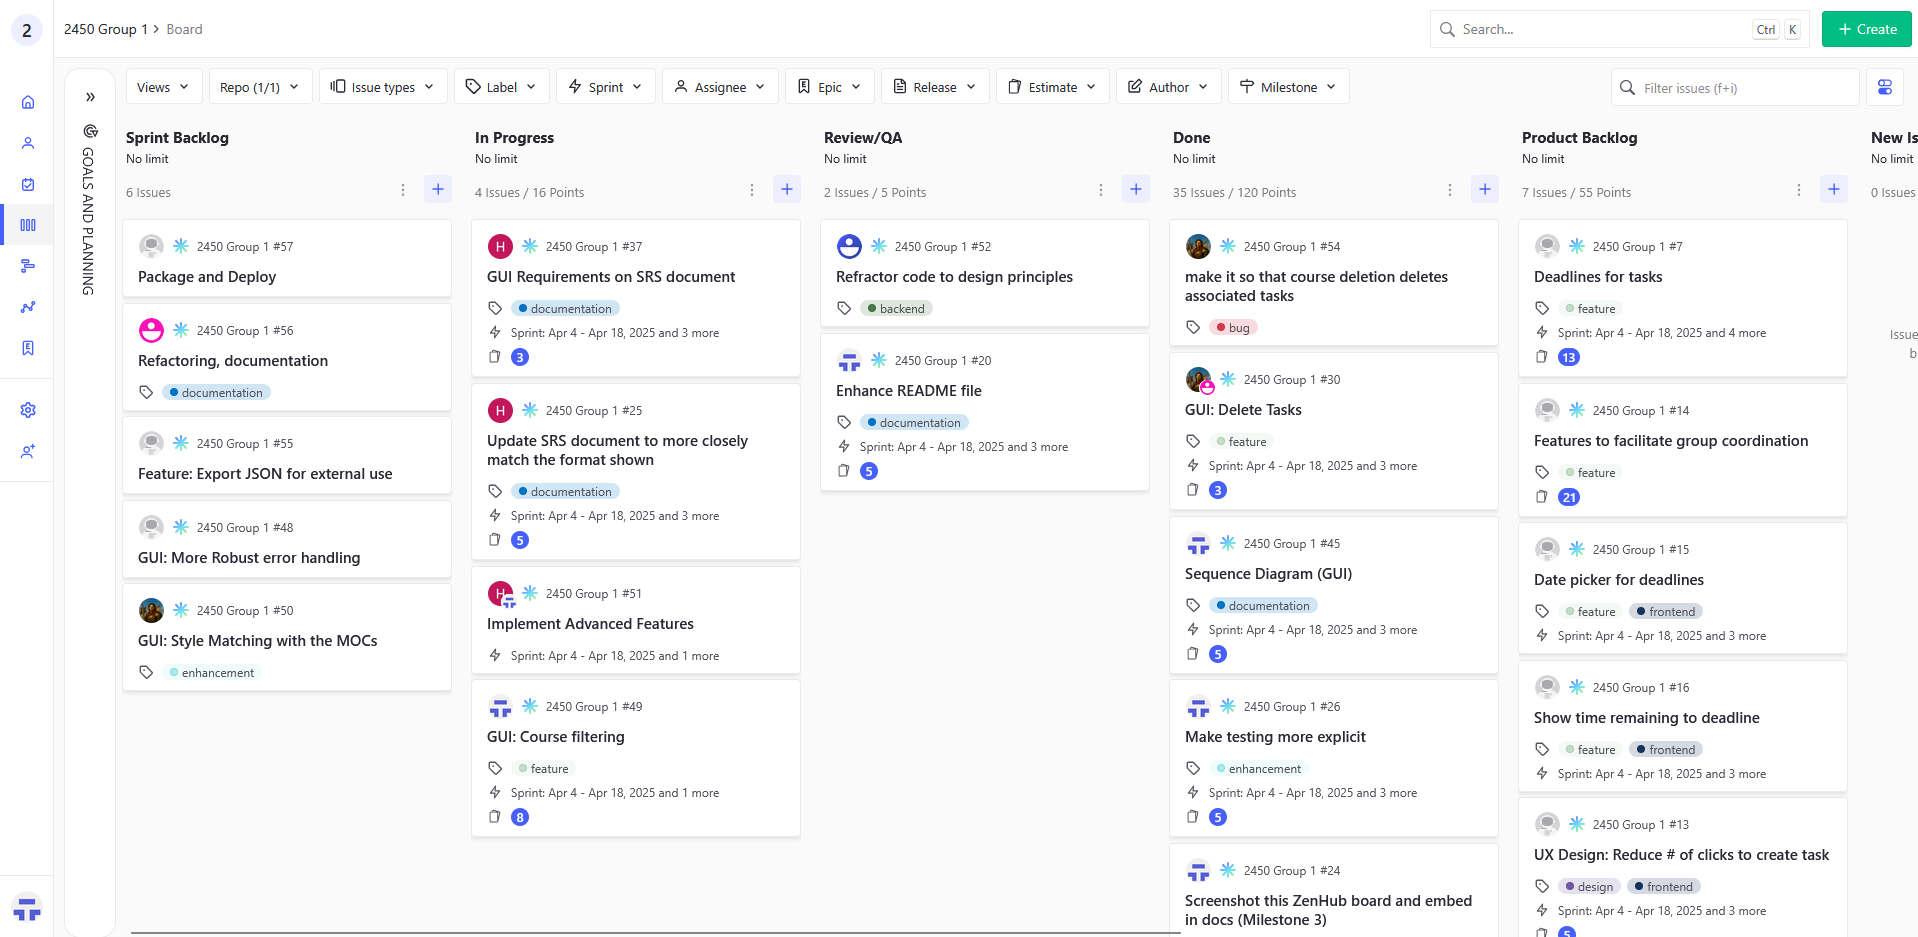 2
2450 Group 1 > Board
Search...
Ctrl
K
+ Create
GOALS AND PLANNING
Views
Repo (1/1)
Issue types
Label
Sprint
Assignee
Epic
Release
Estimate
Author
Milestone
Filter issues (f+i)
Sprint Backlog
No limit
6 Issues
2450 Group 1 #57
Package and Deploy
2450 Group 1 #56
Refactoring, documentation
documentation
2450 Group 1 #55
Feature: Export JSON for external use
2450 Group 1 #48
GUI: More Robust error handling
2450 Group 1 #50
GUI: Style Matching with the MOCs
enhancement
In Progress
No limit
4 Issues / 16 Points
H
2450 Group 1 #37
GUI Requirements on SRS document
documentation
Sprint: Apr 4 - Apr 18, 2025 and 3 more
3
H
2450 Group 1 #25
Update SRS document to more closely
match the format shown
documentation
Sprint: Apr 4 - Apr 18, 2025 and 3 more
5
H
2450 Group 1 #51
Implement Advanced Features
Sprint: Apr 4 - Apr 18, 2025 and 1 more
2450 Group 1 #49
GUI: Course filtering
feature
Sprint: Apr 4 - Apr 18, 2025 and 1 more
8
Review/QA
No limit
2 Issues / 5 Points
2450 Group 1 #52
Refractor code to design principles
backend
2450 Group 1 #20
Enhance README file
documentation
Sprint: Apr 4 - Apr 18, 2025 and 3 more
5
Done
No limit
35 Issues / 120 Points
2450 Group 1 #54
make it so that course deletion deletes
associated tasks
bug
2450 Group 1 #30
GUI: Delete Tasks
feature
Sprint: Apr 4 - Apr 18, 2025 and 3 more
3
2450 Group 1 #45
Sequence Diagram (GUI)
documentation
Sprint: Apr 4 - Apr 18, 2025 and 3 more
5
2450 Group 1 #26
Make testing more explicit
enhancement
Sprint: Apr 4 - Apr 18, 2025 and 3 more
5
2450 Group 1 #24
Screenshot this ZenHub board and embed
in docs (Milestone 3)
Product Backlog
No limit
7 Issues / 55 Points
2450 Group 1 #7
Deadlines for tasks
feature
Sprint: Apr 4 - Apr 18, 2025 and 4 more
13
2450 Group 1 #14
Features to facilitate group coordination
feature
21
2450 Group 1 #15
Date picker for deadlines
feature
frontend
Sprint: Apr 4 - Apr 18, 2025 and 3 more
2450 Group 1 #16
Show time remaining to deadline
feature
frontend
Sprint: Apr 4 - Apr 18, 2025 and 3 more
2450 Group 1 #13
UX Design: Reduce # of clicks to create task
design
frontend
Sprint: Apr 4 - Apr 18, 2025 and 3 more
5
New Is
No limit
0 Issues
Issue
b